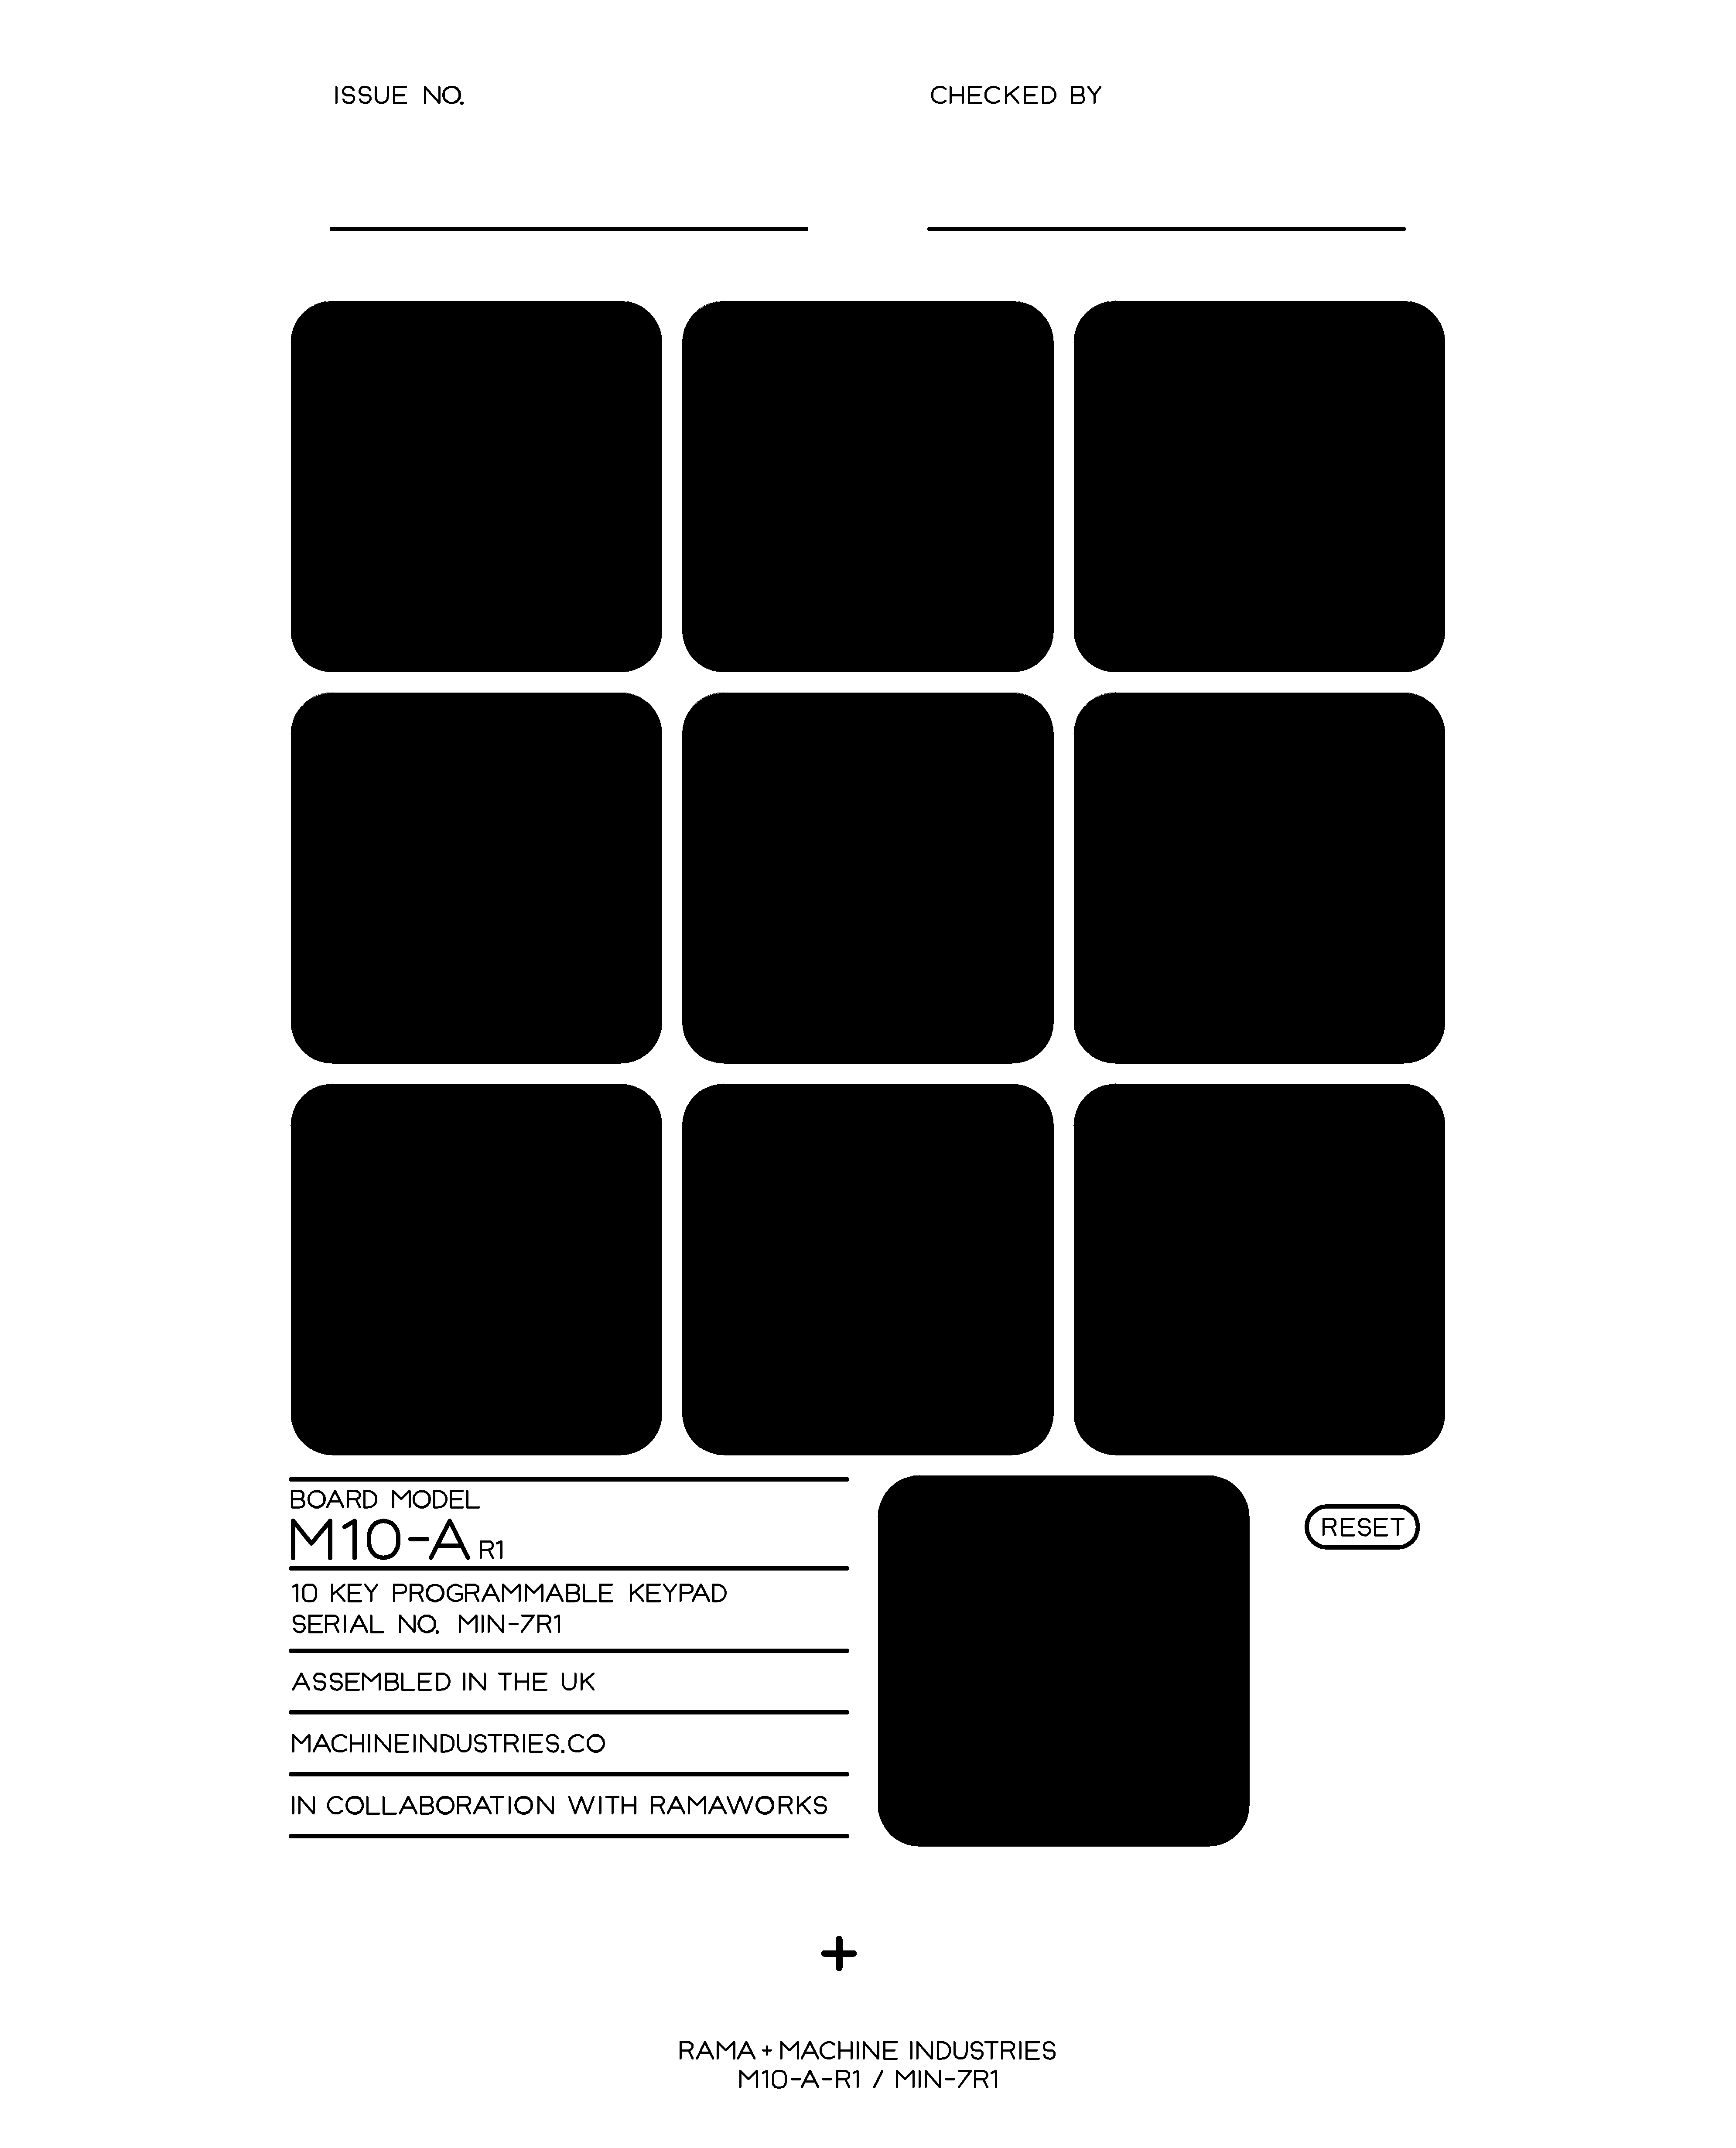 ISSUE NO.
CHECKED BY
BOARD MODEL
M10-A R1
RESET
10 KEY PROGRAMMABLE KEYPAD
SERIAL NO. MIN-7R1
ASSEMBLED IN THE UK
MACHINEINDUSTRIES.CO
IN COLLABORATION WITH RAMAWORKS
+
RAMA + MACHINE INDUSTRIES
M10-A-R1 / MIN-7R1